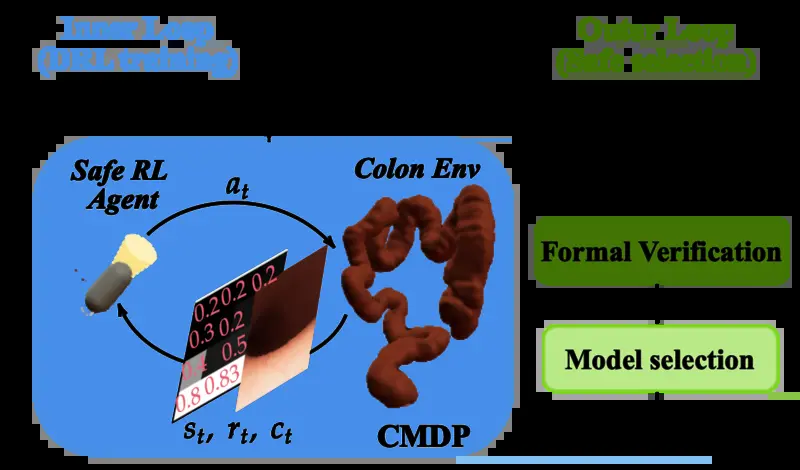 Inner Loop
(DRL training)
Outer Loop
(Safe selection)
Safe RL
Agent
a_t
Colon Env
0.2 0.2 0.2
0.3 0.2
0.4 0.5
0.8 0.83
s_t, r_t, c_t
CMDP
Formal Verification
Model selection